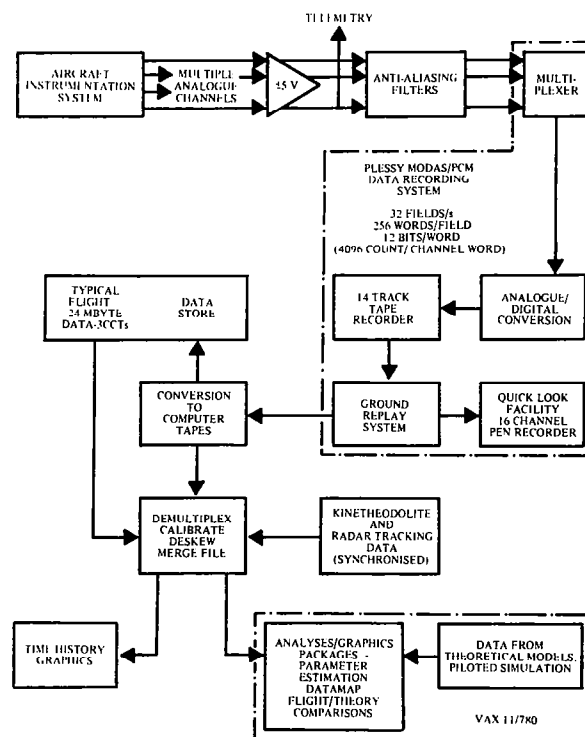 TELEMETRY
AIRCRAFT
INSTRUMENTATION
SYSTEM
MULTIPLE
ANALOGUE
CHANNELS
±5 V
ANTI-ALIASING
FILTERS
MULTI-
PLEXER
PLESSY MODAS/PCM
DATA RECORDING
SYSTEM
32 FIELDS/s
256 WORDS/FIELD
12 BITS/WORD
(4096 COUNT/ CHANNEL WORD)
TYPICAL
FLIGHT
24 MBYTE
DATA-3CCTs
DATA
STORE
14 TRACK
TAPE
RECORDER
ANALOGUE/
DIGITAL
CONVERSION
CONVERSION
TO
COMPUTER
TAPES
GROUND
REPLAY
SYSTEM
QUICK LOOK
FACILITY
16 CHANNEL
PEN RECORDER
DEMULTIPLEX
CALIBRATE
DESKEW
MERGE FILE
KINETHEODOLITE
AND
RADAR TRACKING
DATA
(SYNCHRONISED)
TIME HISTORY
GRAPHICS
ANALYSES/GRAPHICS
PACKAGES -
PARAMETER
ESTIMATION
DATAMAP
FLIGHT/THEORY
COMPARISONS
DATA FROM
THEORETICAL MODELS.
PILOTED SIMULATION
VAX 11/780